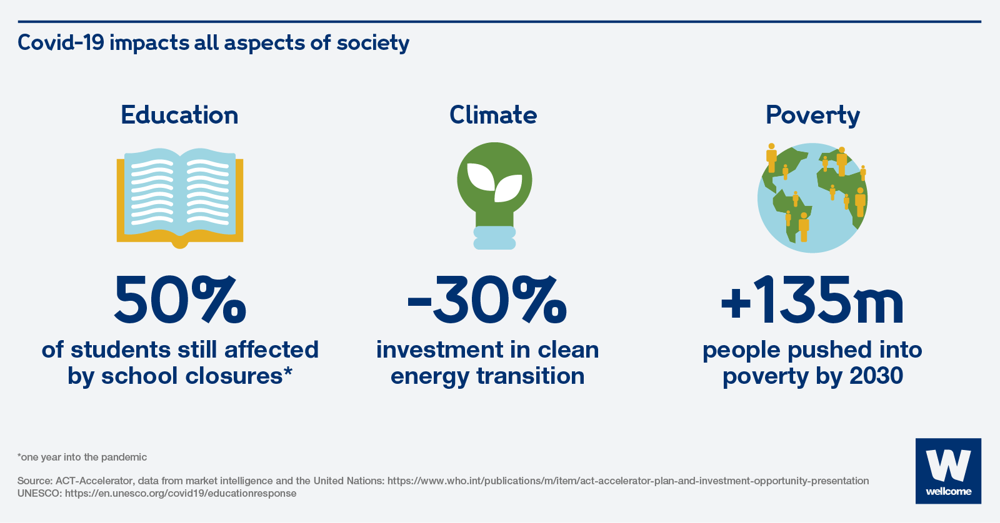 Covid-19 impacts all aspects of society
Education
50%
of students still affected
by school closures*
Climate
-30%
investment in clean
energy transition
Poverty
+135m
people pushed into
poverty by 2030
*one year into the pandemic
Source: ACT-Accelerator, data from market intelligence and the United Nations: https://www.who.int/publications/m/item/act-accelerator-plan-and-investment-opportunity-presentation
UNESCO: https://en.unesco.org/covid19/educationresponse
W
wellcome